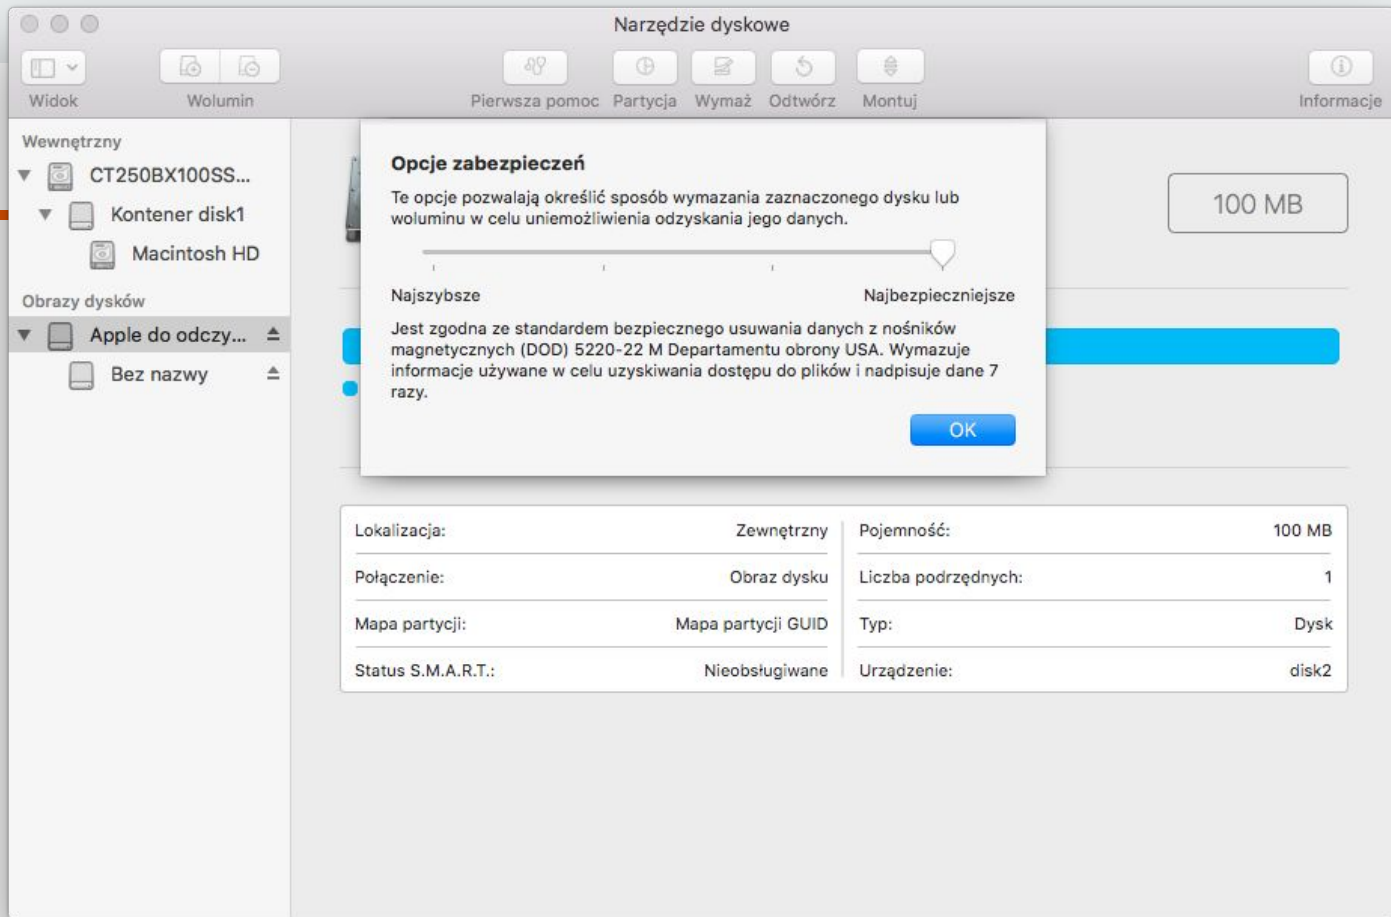 Narzędzie dyskowe
Widok
Wolumin
Pierwsza pomoc
Partycja
Wymaż
Odtwórz
Montuj
Informacje
Wewnętrzny
CT250BX100SS...
Kontener disk1
Macintosh HD
Obrazy dysków
Apple do odczy...
Bez nazwy
Opcje zabezpieczeń
Te opcje pozwalają określić sposób wymazania zaznaczonego dysku lub
woluminu w celu uniemożliwienia odzyskania jego danych.
Najszybsze
Najbezpieczniejsze
Jest zgodna ze standardem bezpiecznego usuwania danych z nośników
magnetycznych (DOD) 5220-22 M Departamentu obrony USA. Wymazuje
informacje używane w celu uzyskiwania dostępu do plików i nadpisuje dane 7
razy.
OK
100 MB
Lokalizacja: Zewnętrzny
Pojemność: 100 MB
Połączenie: Obraz dysku
Liczba podrzędnych: 1
Mapa partycji: Mapa partycji GUID
Typ: Dysk
Status S.M.A.R.T.: Nieobsługiwane
Urządzenie: disk2